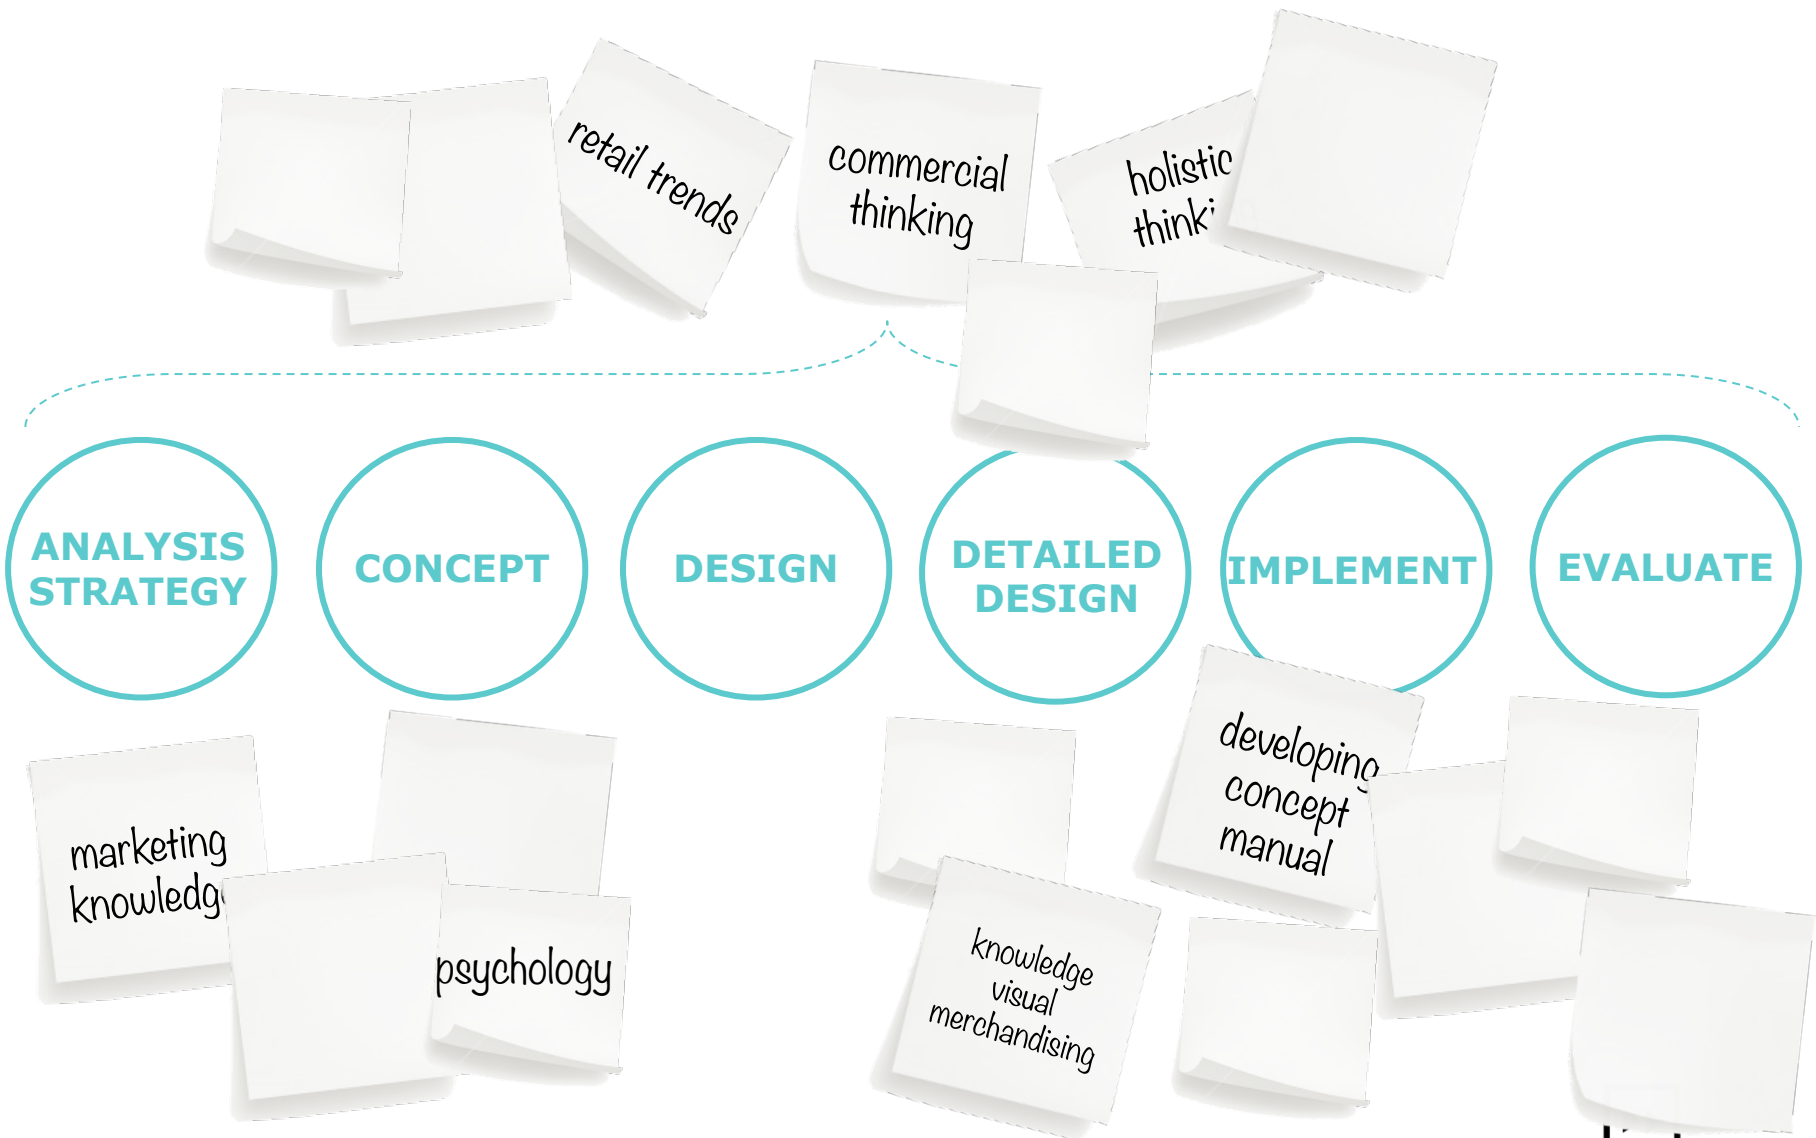 retail trends
commercial
thinking
holistic
ANALYSIS
STRATEGY
CONCEPT
DESIGN
DETAILED
DESIGN
IMPLEMENT
EVALUATE
marketing
psychology
developing
concept
manual
knowledge
visual
merchandising